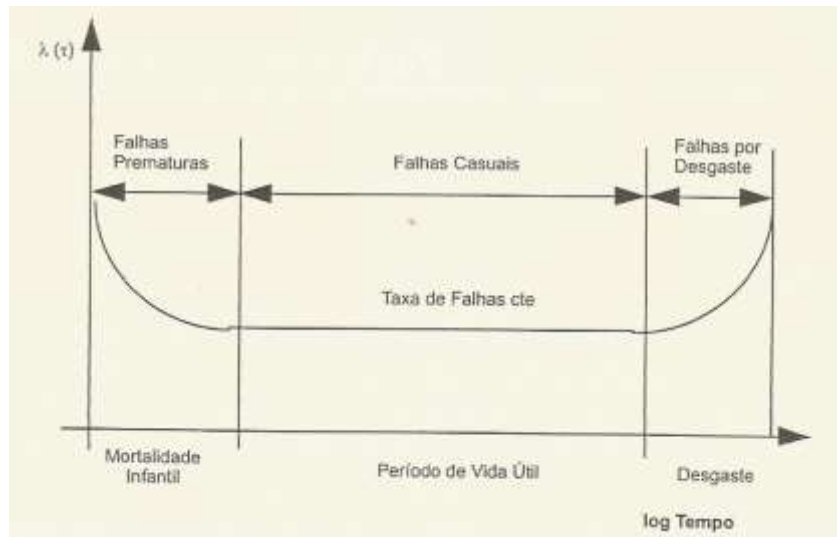 λ (τ)
Falhas
Prematuras
Falhas Casuais
Falhas por
Desgaste
Taxa de Falhas cte
Mortalidade
Infantil
Período de Vida Útil
Desgaste
log Tempo